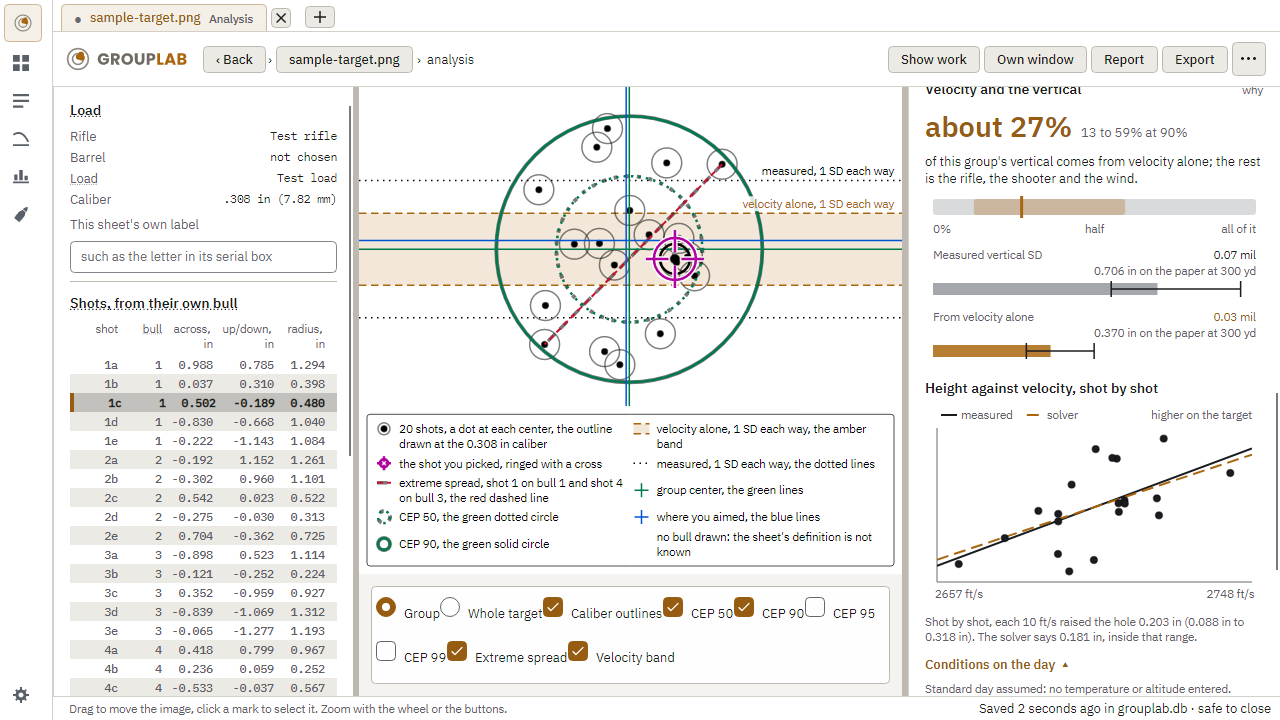 sample-target.png Analysis
GROUPLAB
‹ Back › sample-target.png › analysis
Show work
Own window
Report
Export
Load
Rifle Test rifle
Barrel not chosen
Load Test load
Caliber .308 in (7.82 mm)
This sheet's own label
such as the letter in its serial box
Shots, from their own bull
shot bull across, up/down, radius,
in in in
1a 1 0.988 0.785 1.294
1b 1 0.037 0.310 0.398
1c 1 0.502 -0.189 0.480
1d 1 -0.830 -0.668 1.040
1e 1 -0.222 -1.143 1.084
2a 2 -0.192 1.152 1.261
2b 2 -0.302 0.960 1.101
2c 2 0.542 0.023 0.522
2d 2 -0.275 -0.030 0.313
2e 2 0.704 -0.362 0.725
3a 3 -0.898 0.523 1.114
3b 3 -0.121 -0.252 0.224
3c 3 0.352 -0.959 0.927
3d 3 -0.839 -1.069 1.312
3e 3 -0.065 -1.277 1.193
4a 4 0.418 0.799 0.967
4b 4 0.236 0.059 0.252
4c 4 -0.533 -0.037 0.567
measured, 1 SD each way
velocity alone, 1 SD each way
20 shots, a dot at each center, the outline
drawn at the 0.308 in caliber
the shot you picked, ringed with a cross
extreme spread, shot 1 on bull 1 and shot 4
on bull 3, the red dashed line
CEP 50, the green dotted circle
CEP 90, the green solid circle
velocity alone, 1 SD each way, the amber
band
measured, 1 SD each way, the dotted lines
group center, the green lines
where you aimed, the blue lines
no bull drawn: the sheet's definition is not
known
Group Whole target Caliber outlines CEP 50 CEP 90 CEP 95
CEP 99 Extreme spread Velocity band
Velocity and the vertical why
about 27% 13 to 59% at 90%
of this group's vertical comes from velocity alone; the rest
is the rifle, the shooter and the wind.
0% half all of it
Measured vertical SD 0.07 mil
0.706 in on the paper at 300 yd
From velocity alone 0.03 mil
0.370 in on the paper at 300 yd
Height against velocity, shot by shot
measured solver higher on the target
2657 ft/s 2748 ft/s
Shot by shot, each 10 ft/s raised the hole 0.203 in (0.088 in to
0.318 in). The solver says 0.181 in, inside that range.
Conditions on the day ▲
Standard day assumed: no temperature or altitude entered.
Drag to move the image, click a mark to select it. Zoom with the wheel or the buttons.
Saved 2 seconds ago in grouplab.db · safe to close